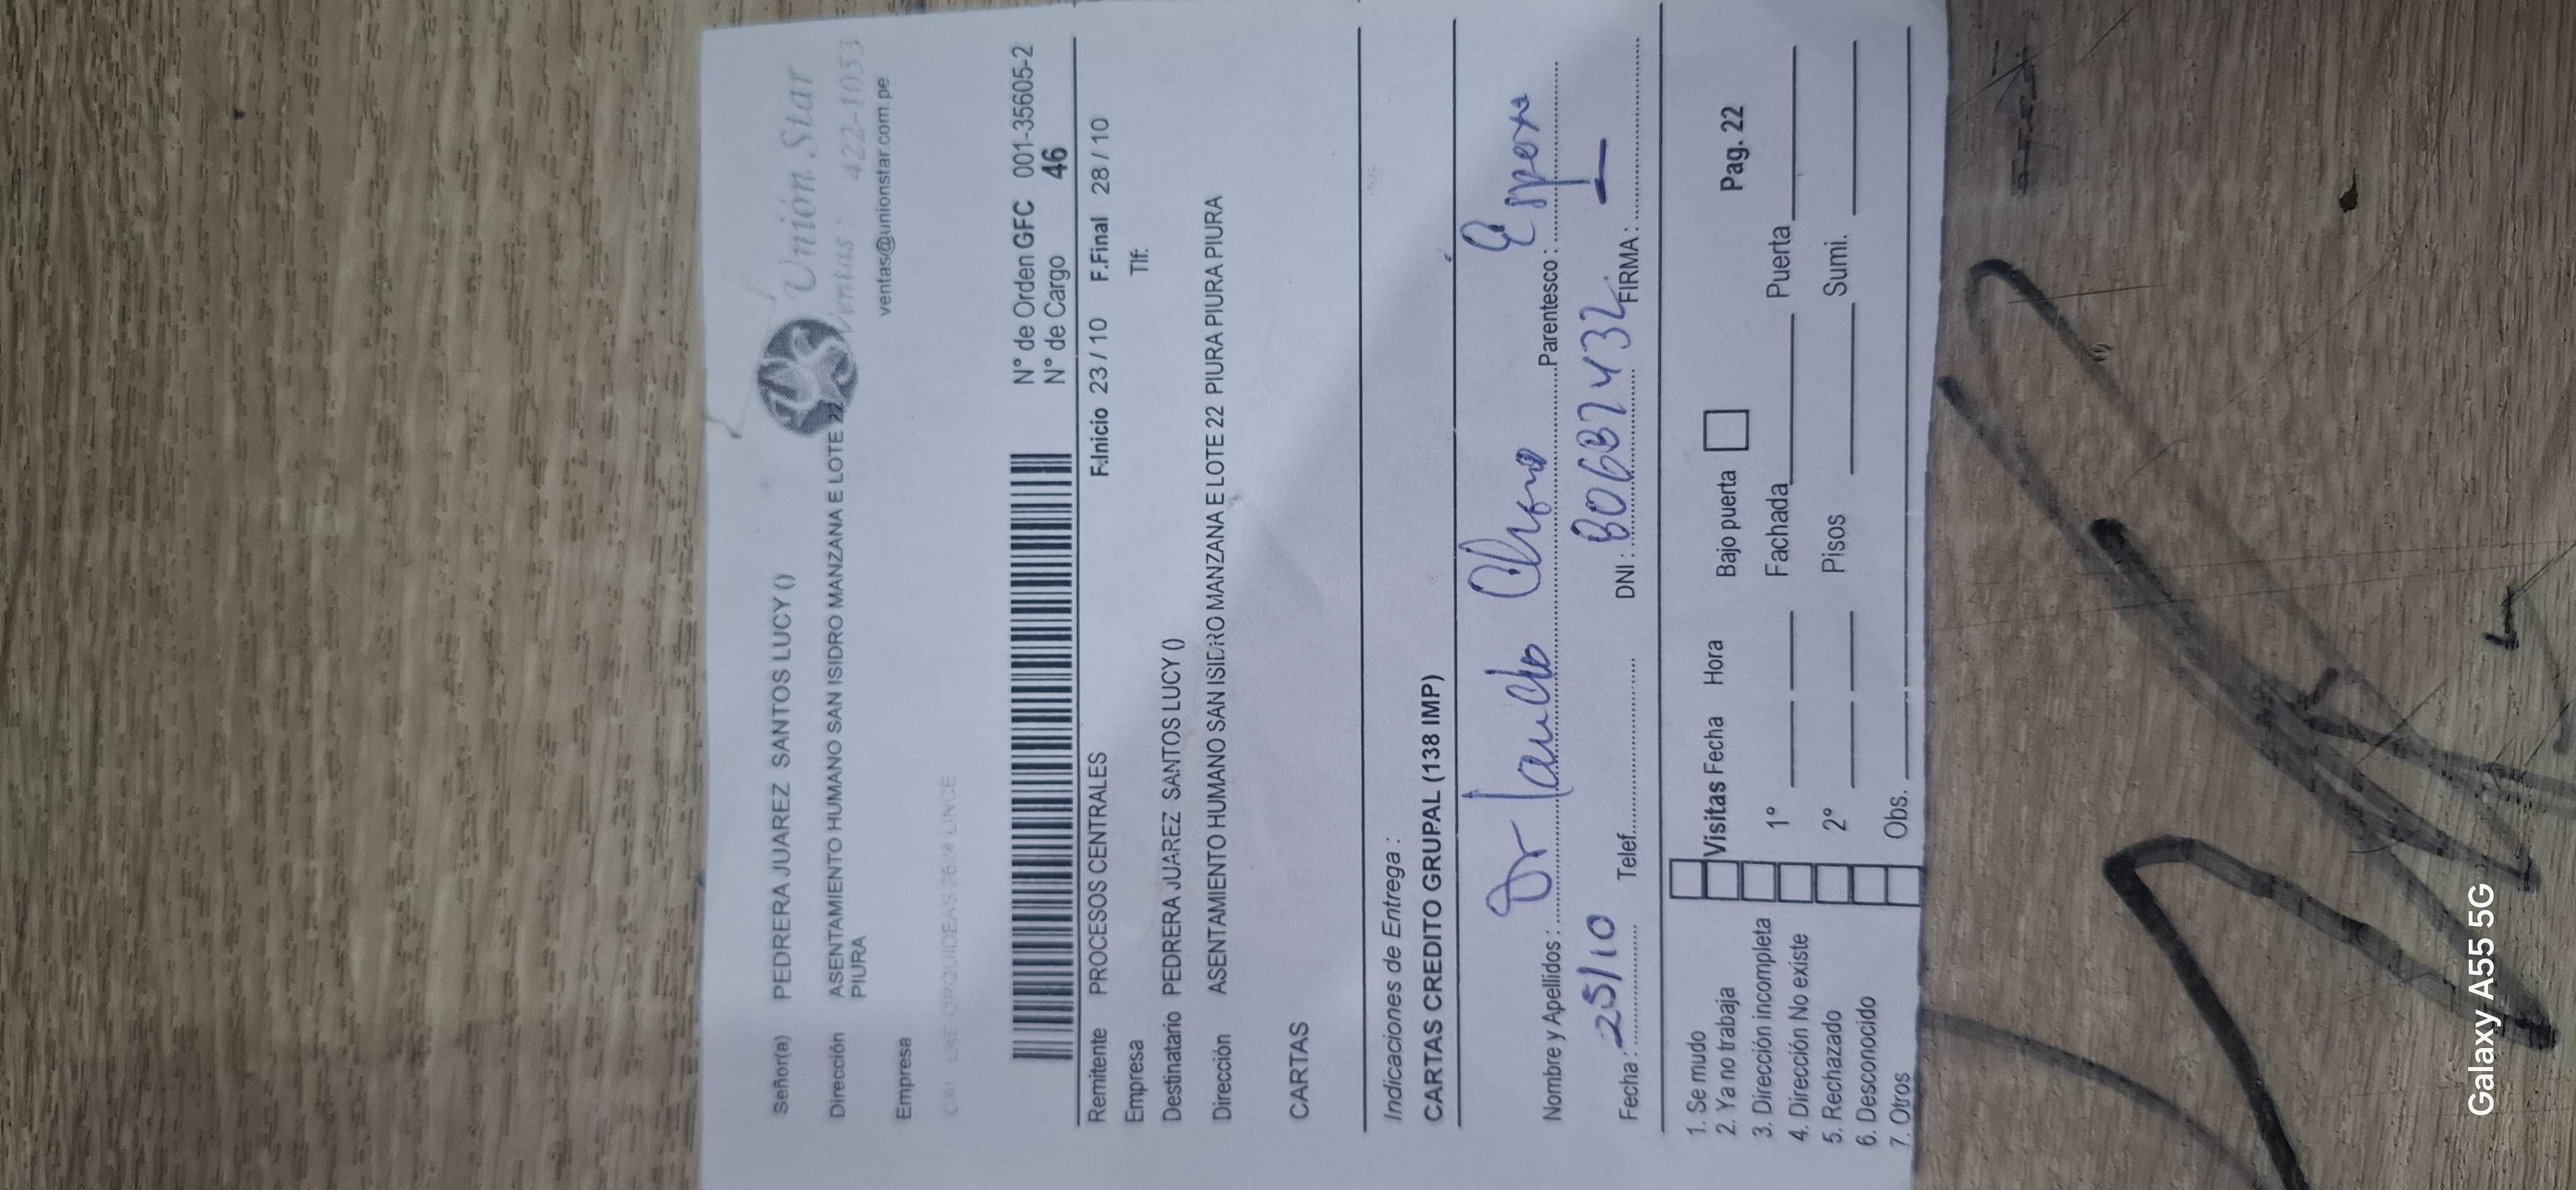 Unión Star
Ventas : 422-1053
ventas@unionstar.com.pe
Señor(a) PEDRERA JUAREZ SANTOS LUCY ()
Dirección ASENTAMIENTO HUMANO SAN ISIDRO MANZANA E LOTE 22
PIURA
Empresa
CAL LAS ORQUIDEAS 2624 LINCE
N° de Orden GFC 001-35605-2
N° de Cargo 46
Remitente PROCESOS CENTRALES F.Inicio 23 / 10 F.Final 28 / 10
Empresa Tlf:
Destinatario PEDRERA JUAREZ SANTOS LUCY ()
Dirección ASENTAMIENTO HUMANO SAN ISIDRO MANZANA E LOTE 22 PIURA PIURA PIURA
CARTAS
Indicaciones de Entrega :
CARTAS CREDITO GRUPAL (138 IMP)
Nombre y Apellidos : Parentesco : Esposo
Fecha : 25/10 Telef. DNI : FIRMA :
1. Se mudo
2. Ya no trabaja
3. Dirección incompleta
4. Dirección No existe
5. Rechazado
6. Desconocido
7. Otros
Visitas Fecha Hora Bajo puerta Pag. 22
1° Fachada Puerta
2° Pisos Sumi.
Obs.
Galaxy A55 5G